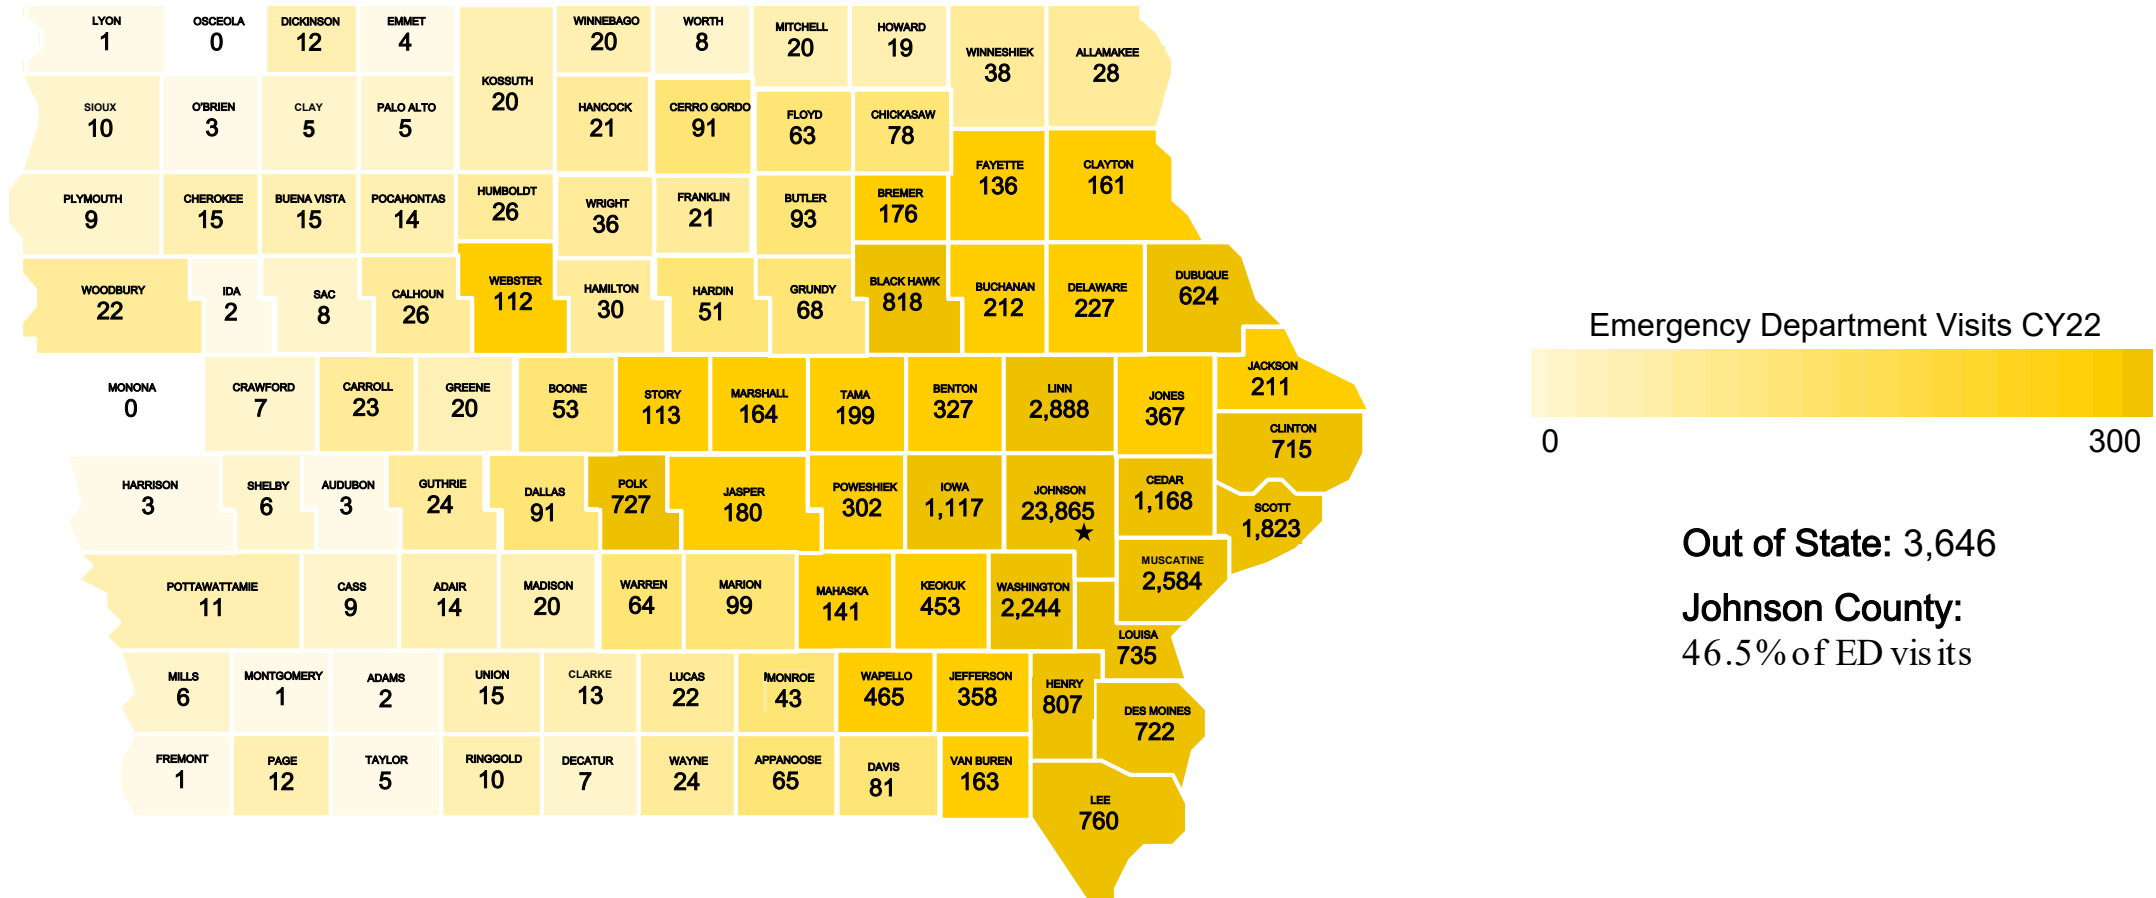 LYON
1
OSCEOLA
0
DICKINSON
12
EMMET
4
KOSSUTH
20
WINNEBAGO
20
WORTH
8
MITCHELL
20
HOWARD
19
WINNESHIEK
38
ALLAMAKEE
28
SIOUX
10
O'BRIEN
3
CLAY
5
PALO ALTO
5
HANCOCK
21
CERRO GORDO
91
FLOYD
63
CHICKASAW
78
FAYETTE
136
CLAYTON
161
PLYMOUTH
9
CHEROKEE
15
BUENA VISTA
15
POCAHONTAS
14
HUMBOLDT
26
WRIGHT
36
FRANKLIN
21
BUTLER
93
BREMER
176
WOODBURY
22
IDA
2
SAC
8
CALHOUN
26
WEBSTER
112
HAMILTON
30
HARDIN
51
GRUNDY
68
BLACK HAWK
818
BUCHANAN
212
DELAWARE
227
DUBUQUE
624
MONONA
0
CRAWFORD
7
CARROLL
23
GREENE
20
BOONE
53
STORY
113
MARSHALL
164
TAMA
199
BENTON
327
LINN
2,888
JONES
367
JACKSON
211
CLINTON
715
HARRISON
3
SHELBY
6
AUDUBON
3
GUTHRIE
24
DALLAS
91
POLK
727
JASPER
180
POWESHIEK
302
IOWA
1,117
JOHNSON
23,865
CEDAR
1,168
SCOTT
1,823
POTTAWATTAMIE
11
CASS
9
ADAIR
14
MADISON
20
WARREN
64
MARION
99
MAHASKA
141
KEOKUK
453
WASHINGTON
2,244
MUSCATINE
2,584
LOUISA
735
MILLS
6
MONTGOMERY
1
ADAMS
2
UNION
15
CLARKE
13
LUCAS
22
MONROE
43
WAPELLO
465
JEFFERSON
358
HENRY
807
DES MOINES
722
FREMONT
1
PAGE
12
TAYLOR
5
RINGGOLD
10
DECATUR
7
WAYNE
24
APPANOOSE
65
DAVIS
81
VAN BUREN
163
LEE
760
Emergency Department Visits CY22
0 300
Out of State: 3,646
Johnson County:
46.5% of ED visits